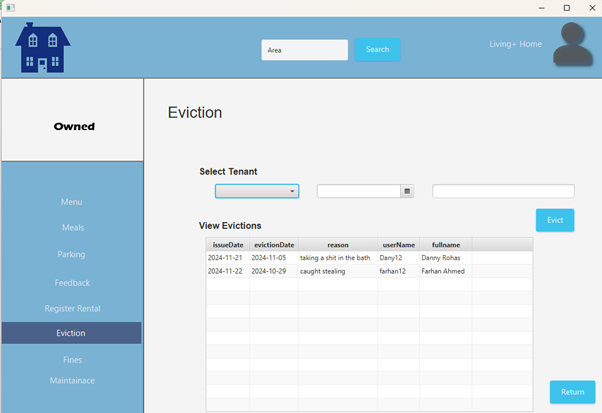 Area
Search
Living+ Home
Owned
Menu
Meals
Parking
Feedback
Register Rental
Eviction
Fines
Maintainace
Eviction
Select Tenant
Evict
View Evictions
issueDate evictionDate reason userName fullname
2024-11-21 2024-11-05 taking a shit in the bath Dany12 Danny Rohas
2024-11-22 2024-10-29 caught stealing farhan12 Farhan Ahmed
Return